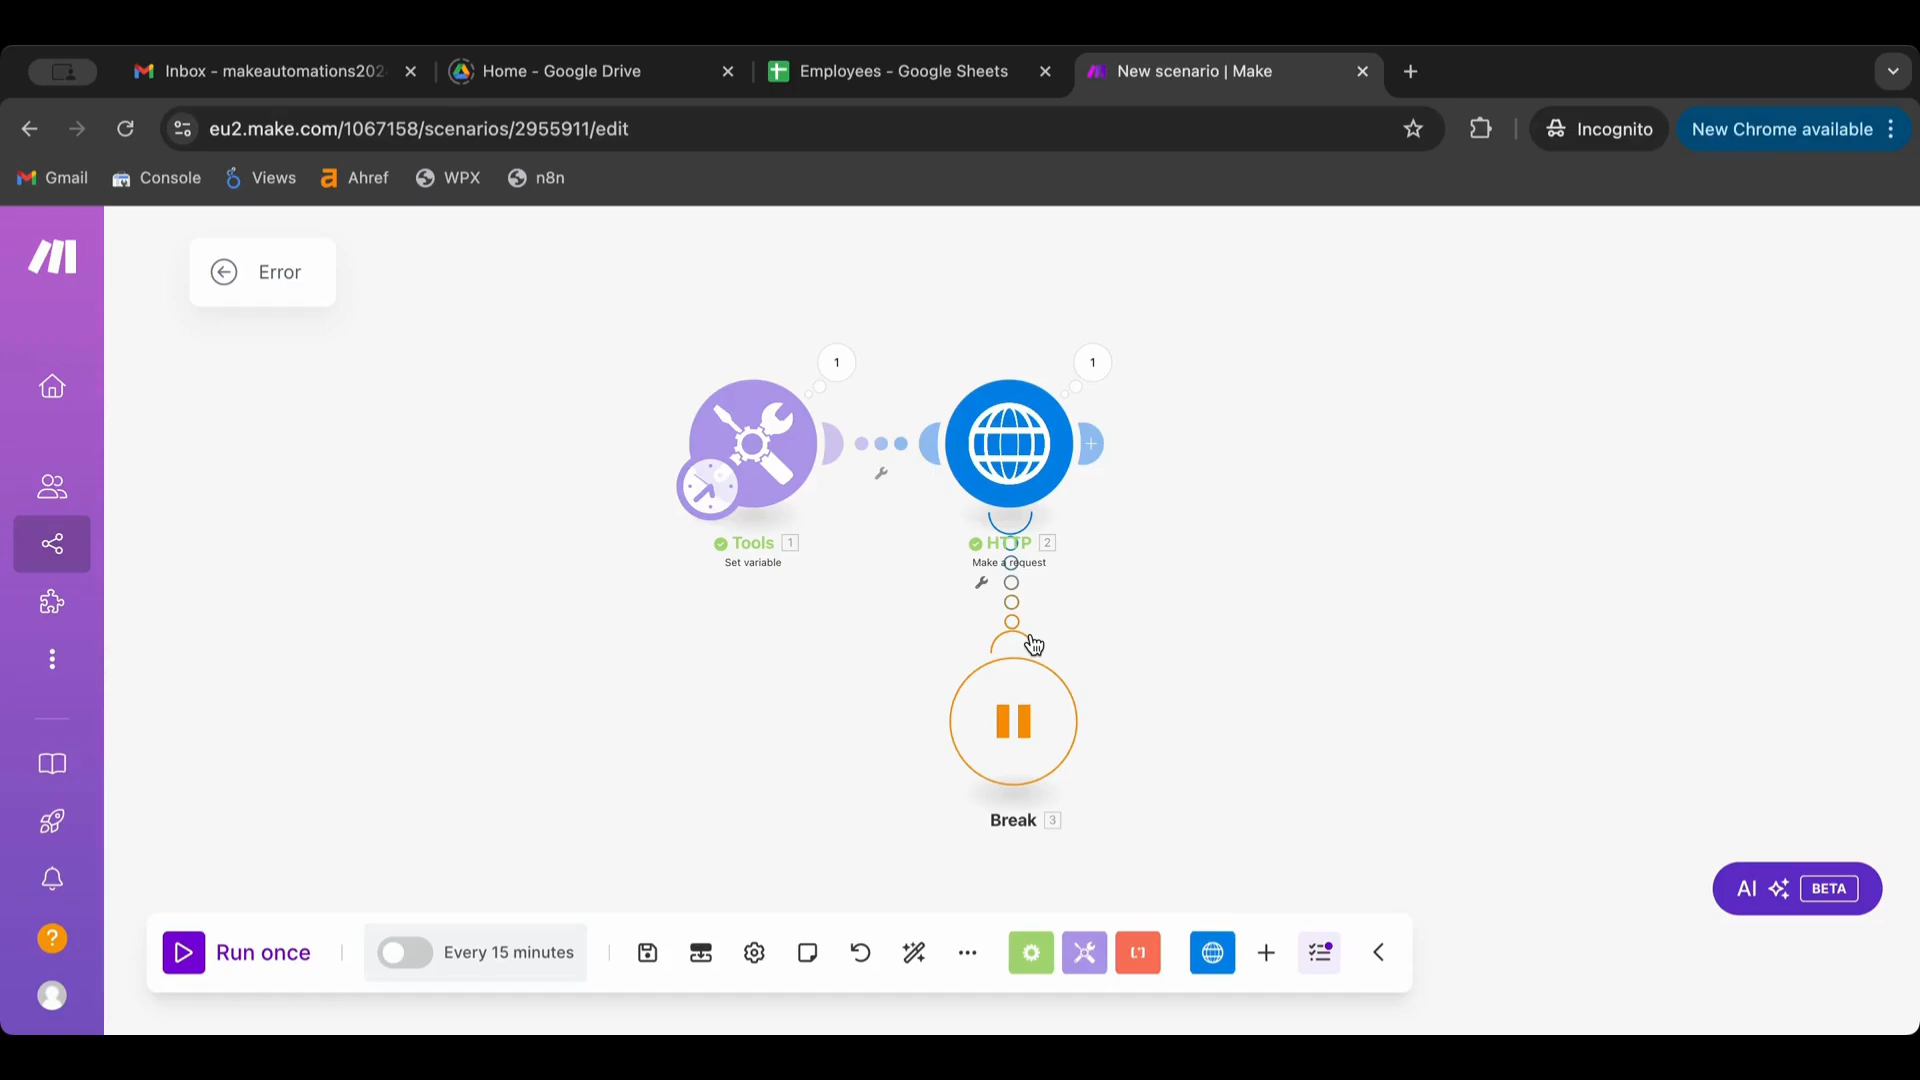 Inbox - makeautomations202
Home - Google Drive
Employees - Google Sheets
New scenario | Make
eu2.make.com/1067158/scenarios/2955911/edit
Incognito
New Chrome available
Gmail
Console
Views
Ahref
WPX
n8n
Error
1
1
Tools 1
Set variable
HTTP 2
Make a request
Break 3
AI BETA
Run once
Every 15 minutes
?